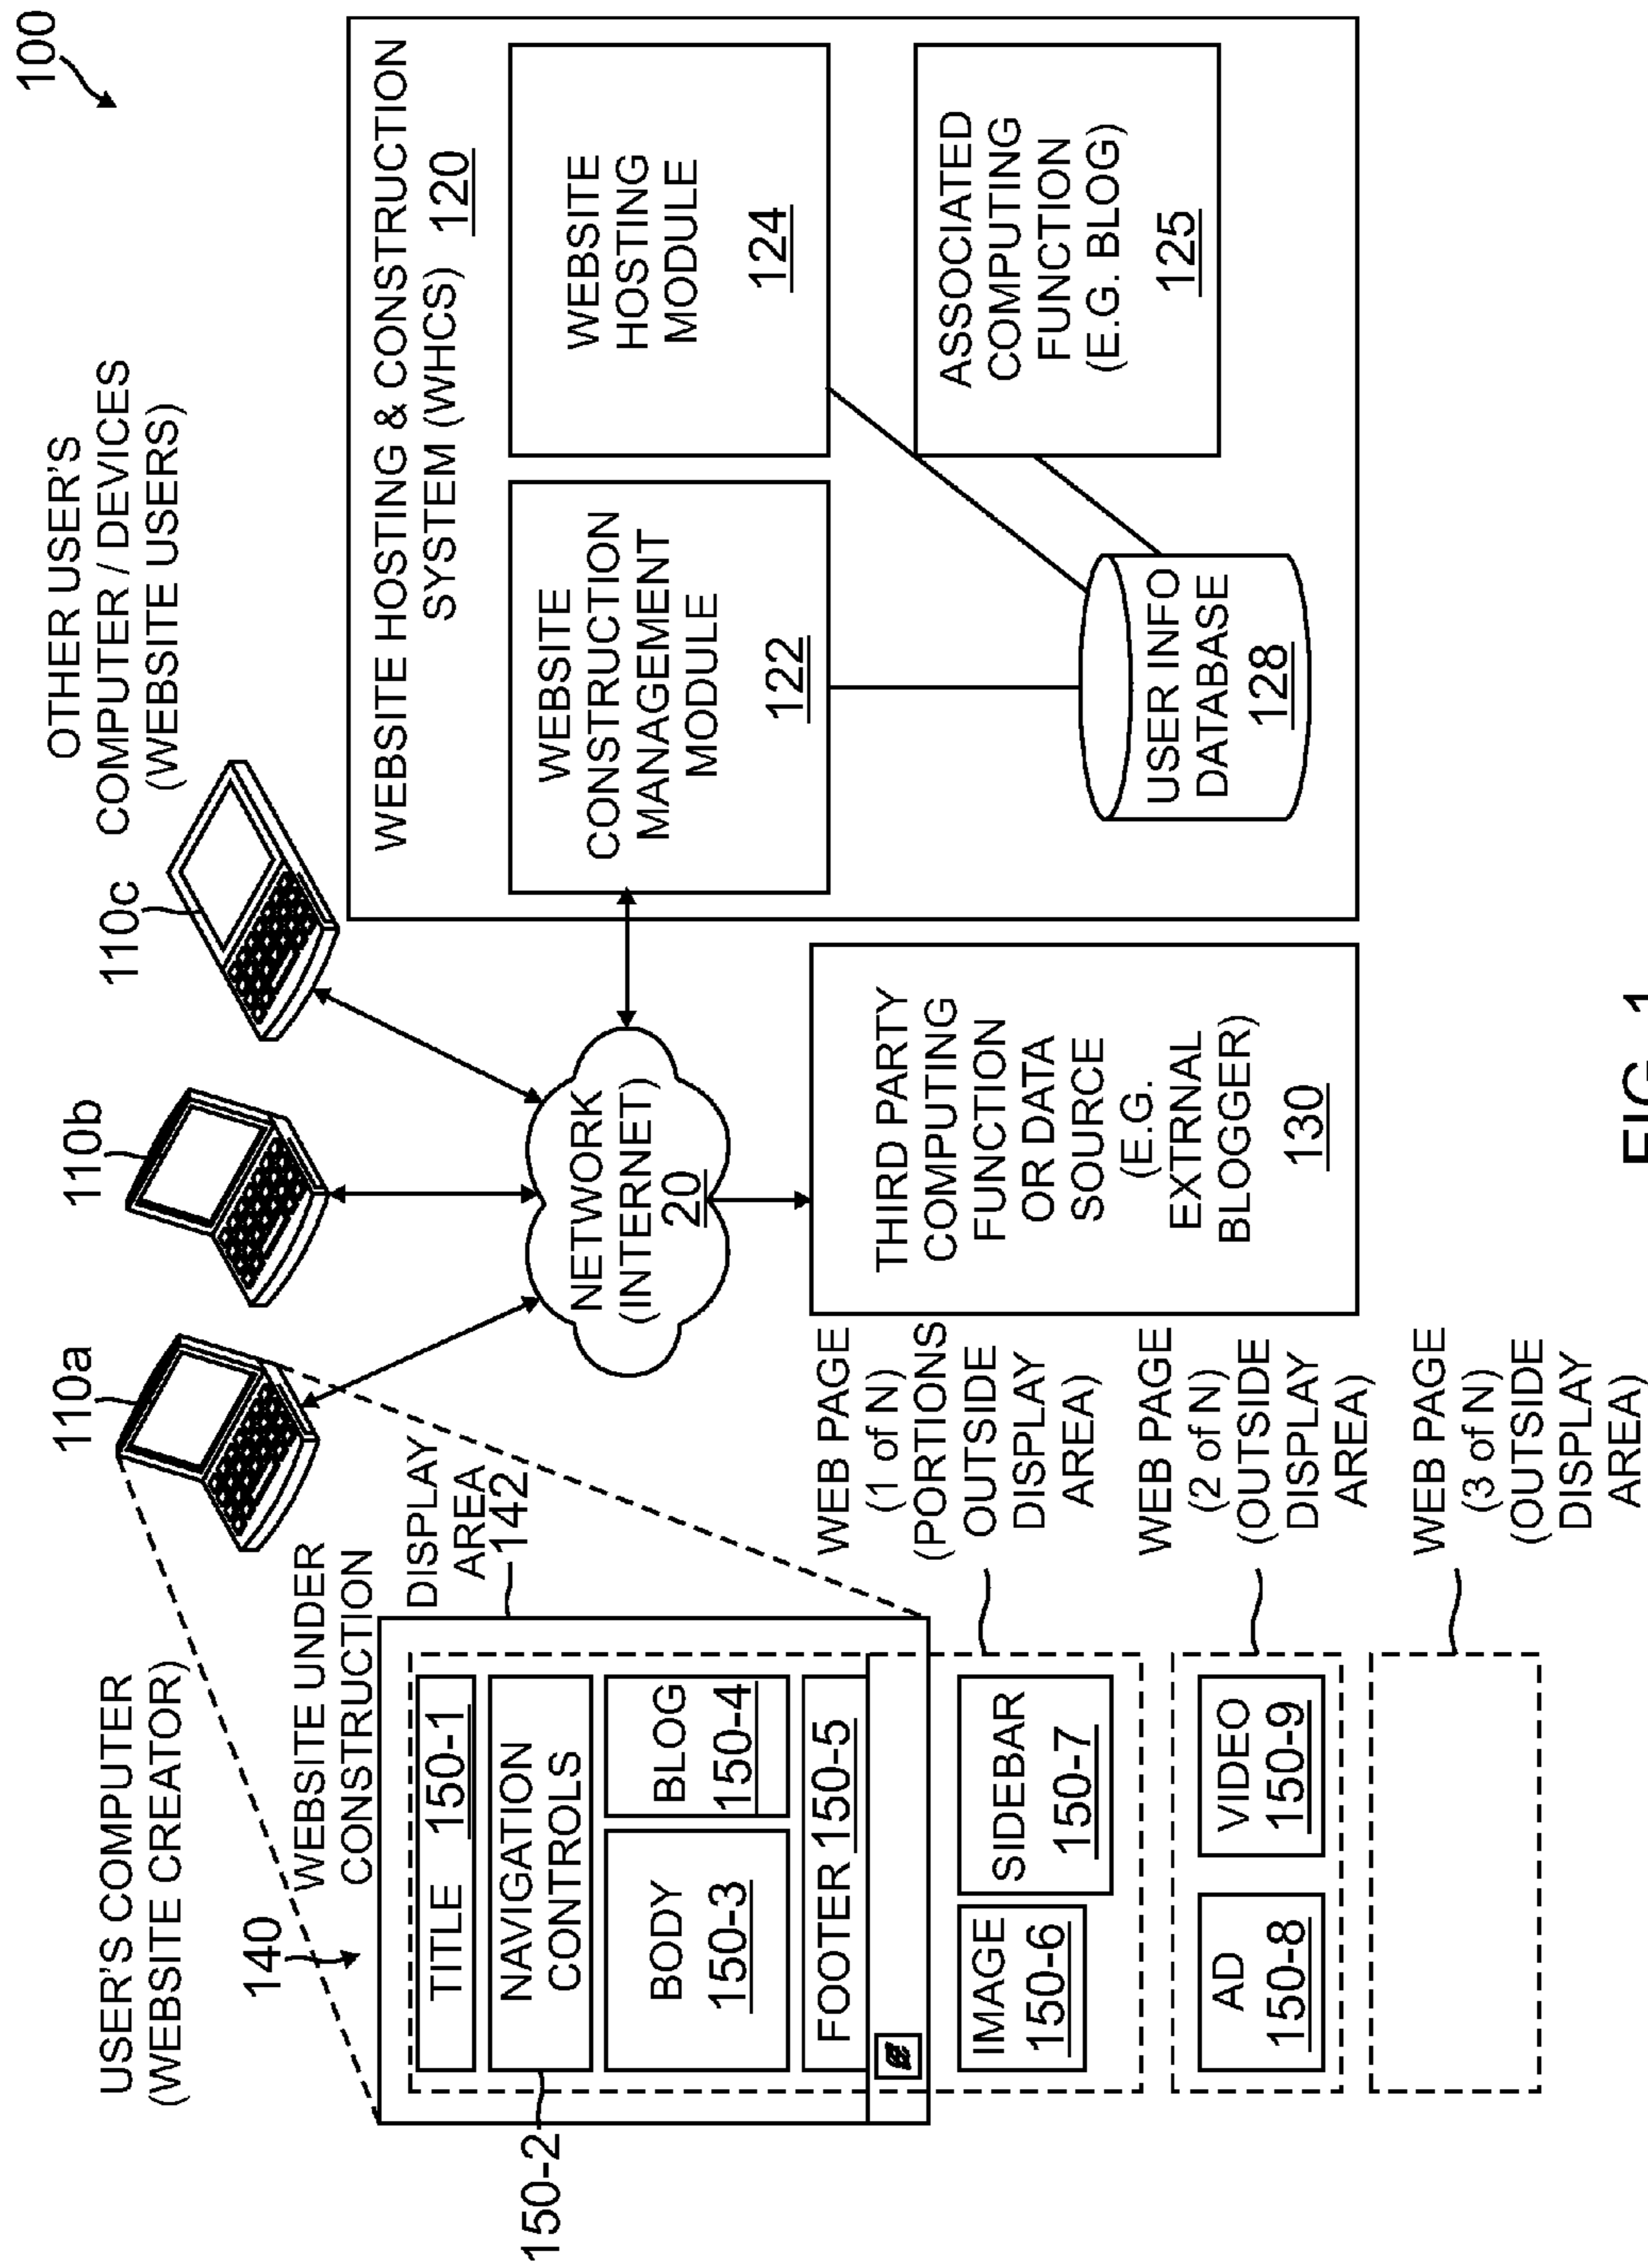 100
USER'S COMPUTER
(WEBSITE CREATOR)
110a
110b
110c
OTHER USER'S
COMPUTER / DEVICES
(WEBSITE USERS)
140
WEBSITE UNDER
CONSTRUCTION
DISPLAY
AREA
142
TITLE 150-1
150-2
NAVIGATION
CONTROLS
BODY
150-3
BLOG
150-4
FOOTER 150-5
IMAGE
150-6
SIDEBAR
150-7
AD
150-8
VIDEO
150-9
WEB PAGE
(1 of N)
(PORTIONS
OUTSIDE
DISPLAY
AREA)
WEB PAGE
(2 of N)
(OUTSIDE
DISPLAY
AREA)
WEB PAGE
(3 of N)
(OUTSIDE
DISPLAY
AREA)
NETWORK
(INTERNET)
20
THIRD PARTY
COMPUTING
FUNCTION
OR DATA
SOURCE
(E.G.
EXTRNAL
BLOGGER)
130
WEBSITE HOSTING & CONSTRUCTION
SYSTEM (WHCS) 120
WEBSITE
CONSTRUCTION
MANAGEMENT
MODULE
122
WEBSITE
HOSTING
MODULE
124
ASSOCIATED
COMPUTING
FUNCTION
(E.G. BLOG)
125
USER INFO
DATABASE
128
FIG. 1